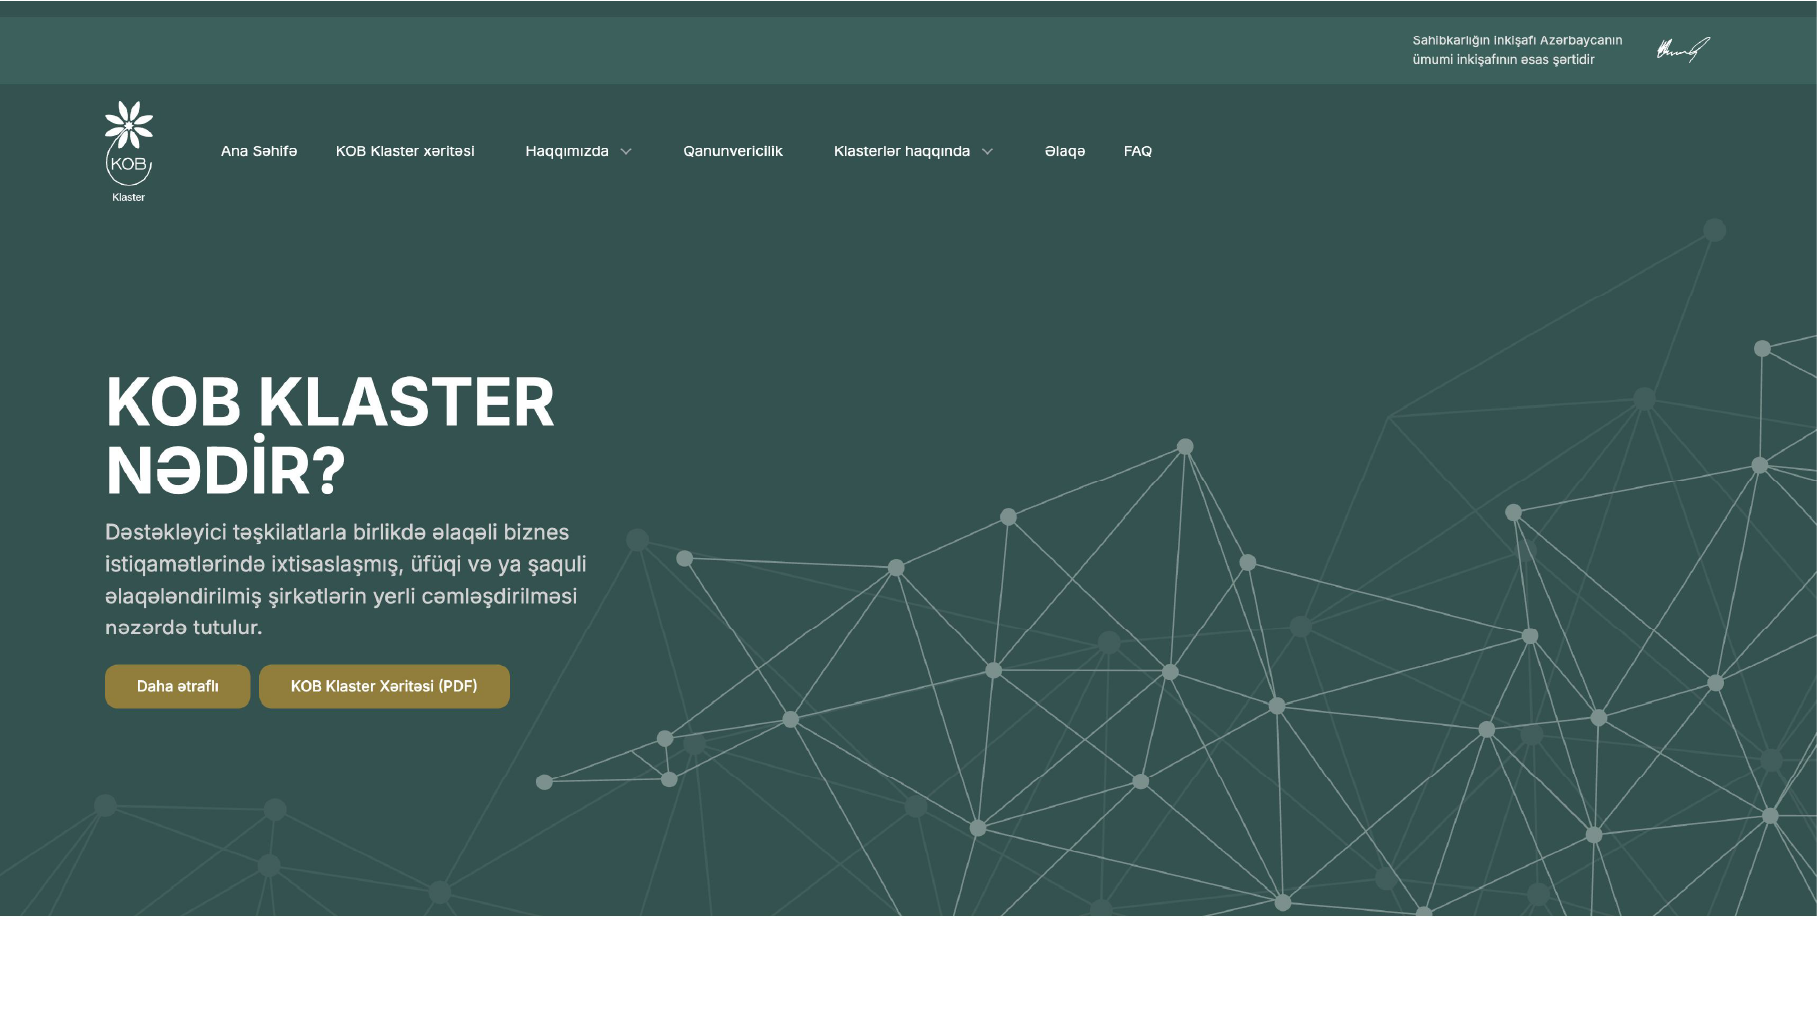 Sahibkarlığın inkişafı Azərbaycanın
ümumi inkişafının əsas şərtidir
KOB
Klaster
Ana Səhifə KOB Klaster xəritəsi Haqqımızda Qanunvericilik Klasterlər haqqında Əlaqə FAQ
KOB KLASTER
NƏDİR?
Dəstəkləyici təşkilatlarla birlikdə əlaqəli biznes
istiqamətlərində ixtisaslaşmış, üfüqi və ya şaquli
əlaqələndirilmiş şirkətlərin yerli cəmləşdirilməsi
nəzərdə tutulur.
Daha ətraflı KOB Klaster Xəritəsi (PDF)